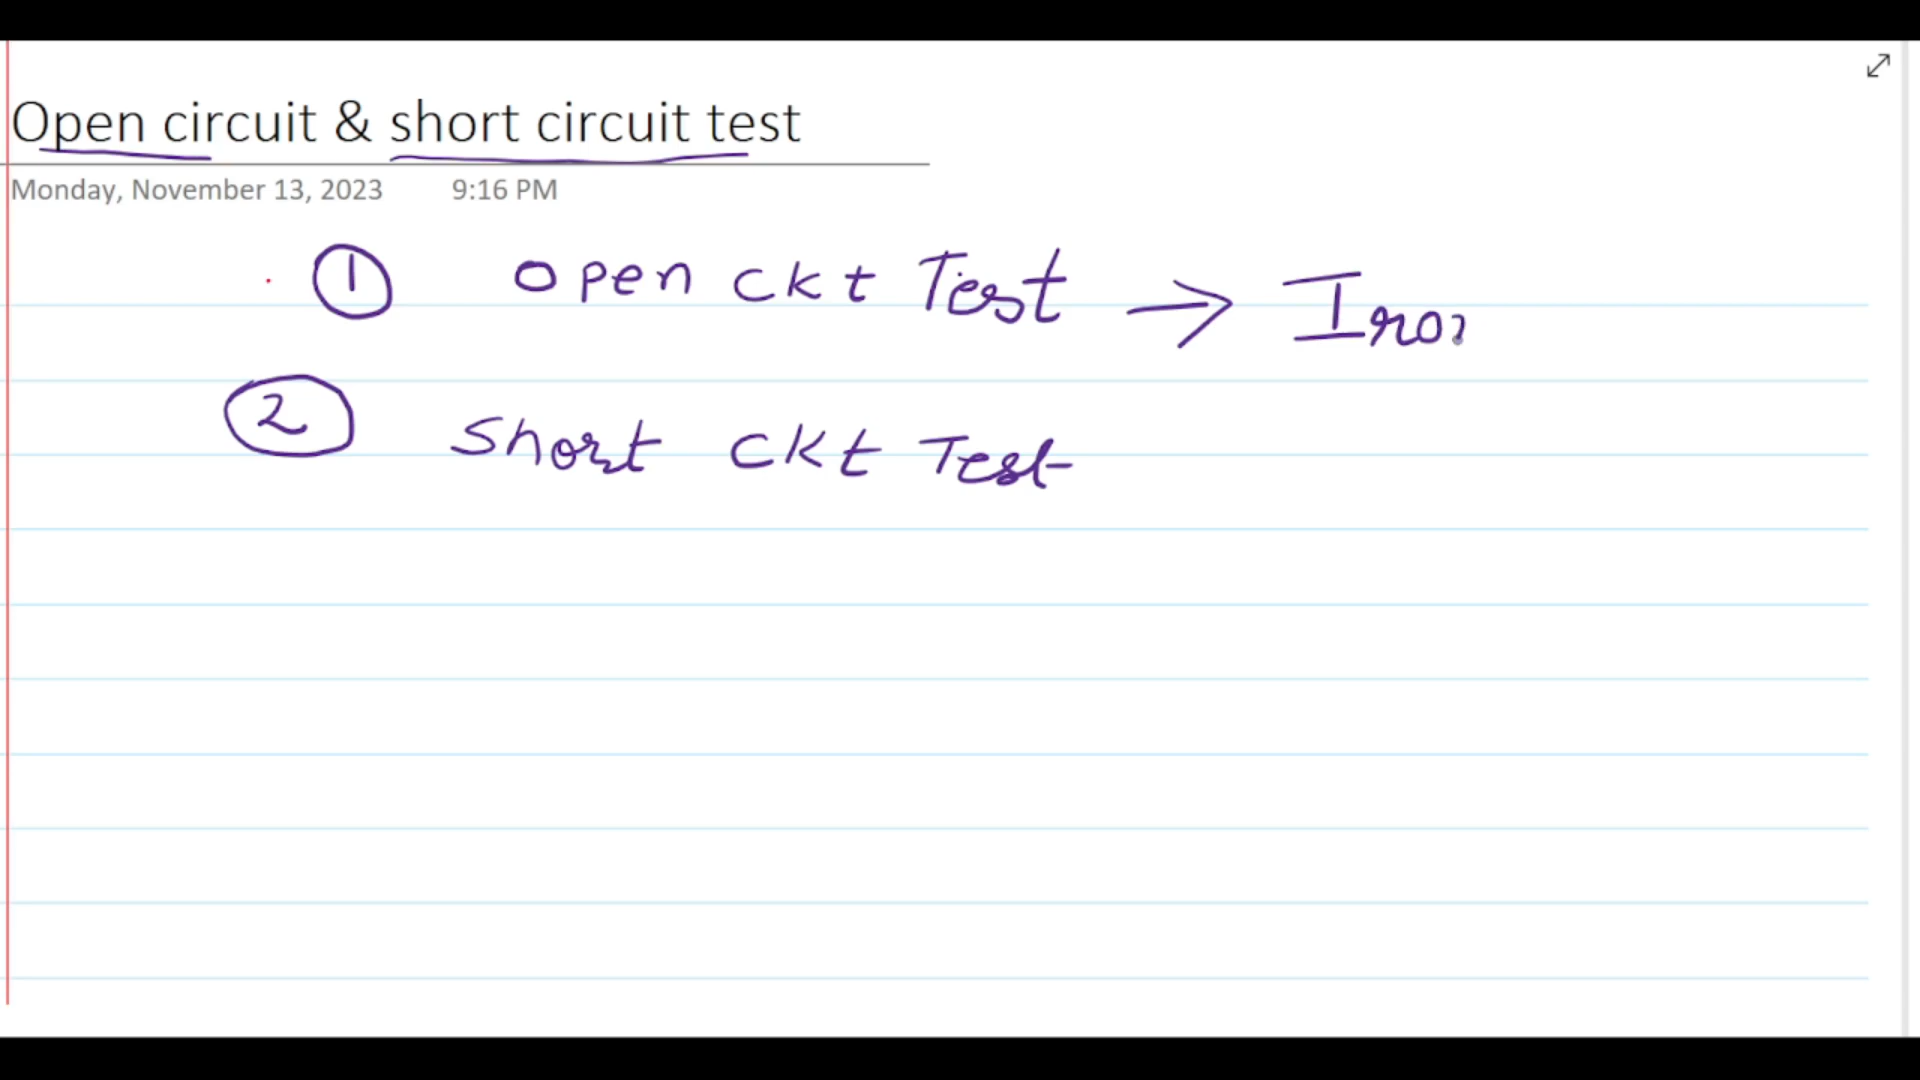 Open circuit & short circuit test
Monday, November 13, 2023 9:16 PM
1 open ckt Test → Iron
2 Short ckt Test